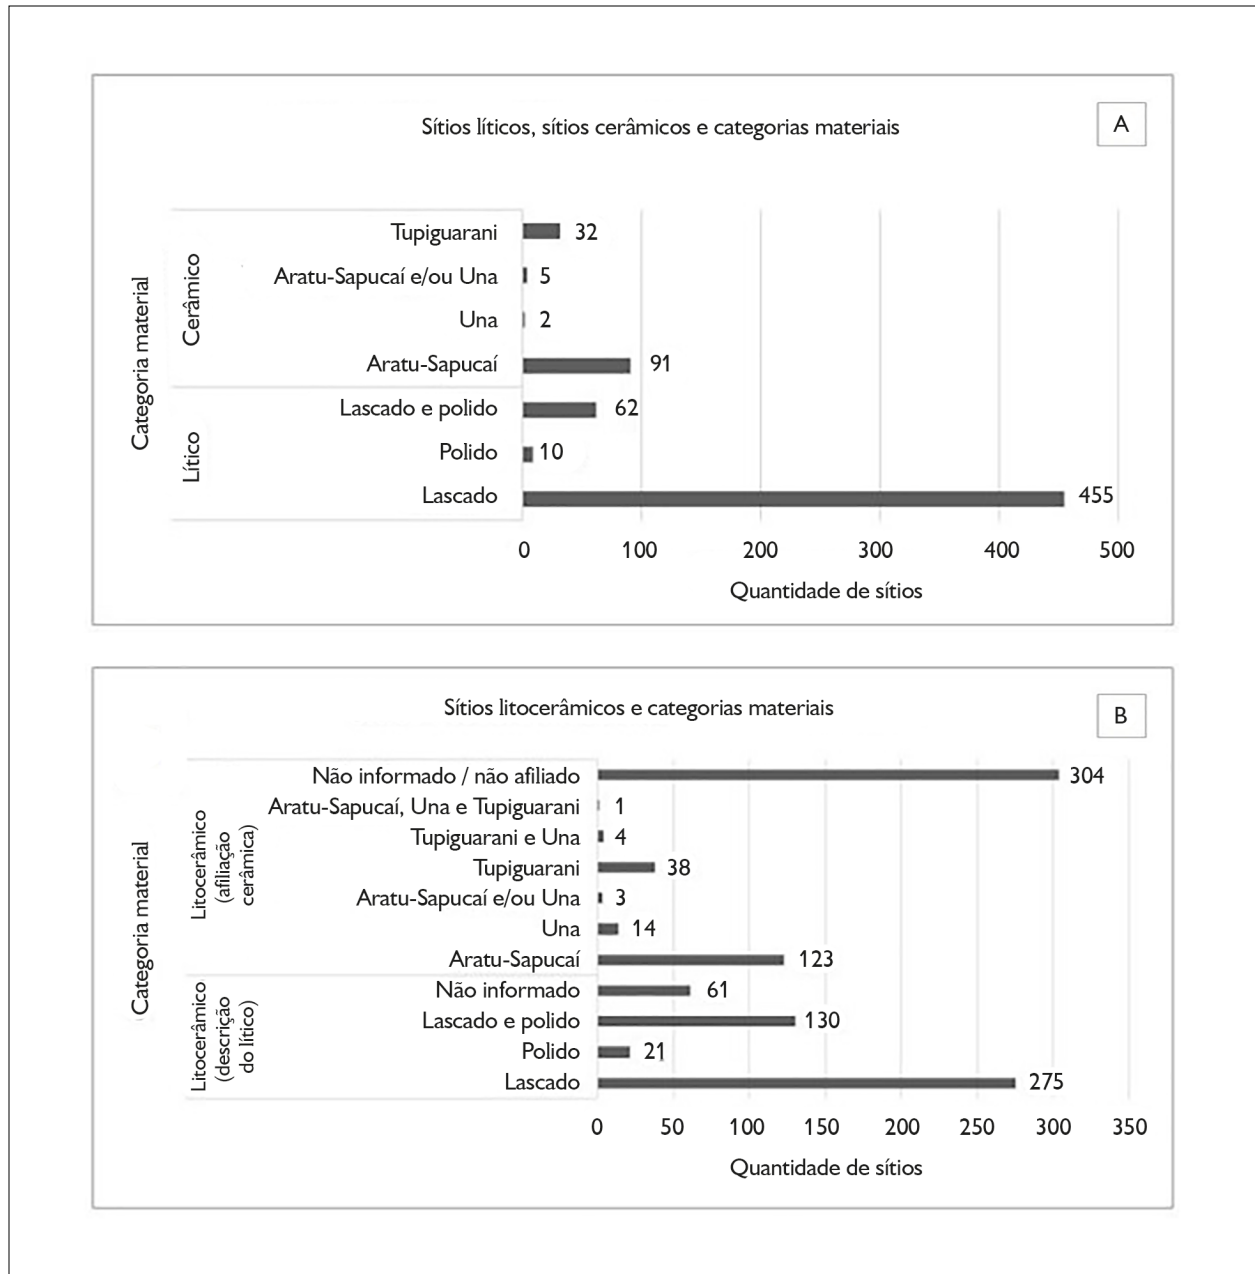 Sítios líticos, sítios cerâmicos e categorias materiais
A
Categoria material
Cerâmico
Tupiguarani 32
Aratu-Sapucaí e/ou Una 5
Una 2
Aratu-Sapucaí 91
Lítico
Lascado e polido 62
Polido 10
Lascado 455
0 100 200 300 400 500
Quantidade de sítios
Sítios litocerâmicos e categorias materiais
B
Categoria material
Litocerâmico
(afiliação
cerâmica)
Não informado / não afiliado 304
Aratu-Sapucaí, Una e Tupiguarani 1
Tupiguarani e Una 4
Tupiguarani 38
Aratu-Sapucaí e/ou Una 3
Una 14
Aratu-Sapucaí 123
Litocerâmico
(descrição
do lítico)
Não informado 61
Lascado e polido 130
Polido 21
Lascado 275
0 50 100 150 200 250 300 350
Quantidade de sítios